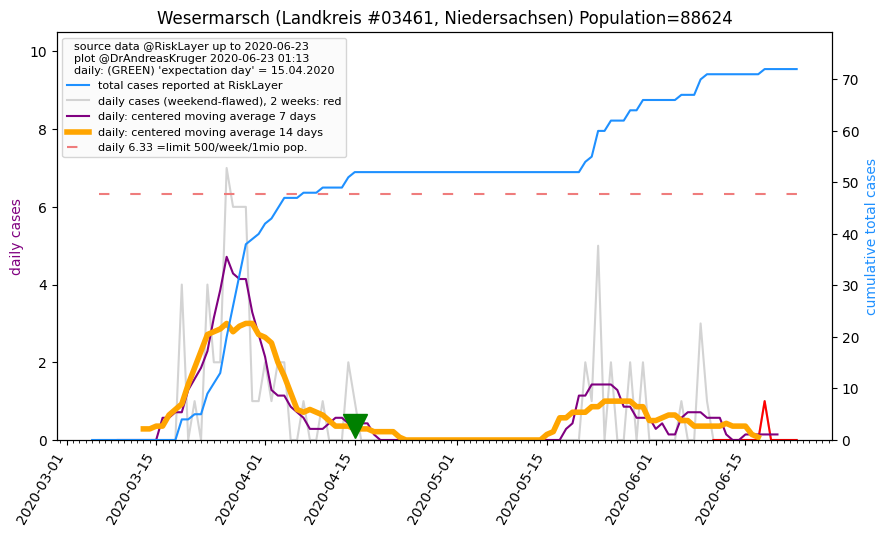 Wesermarsch (Landkreis #03461, Niedersachsen) Population=88624
source data @RiskLayer up to 2020-06-23
plot @DrAndreasKruger 2020-06-23 01:13
daily: (GREEN) 'expectation day' = 15.04.2020
total cases reported at RiskLayer
daily cases (weekend-flawed), 2 weeks: red
daily: centered moving average 7 days
daily: centered moving average 14 days
daily 6.33 =limit 500/week/1mio pop.
daily cases
10
8
6
4
2
0
cumulative total cases
70
60
50
40
30
20
10
0
2020-03-01
2020-03-15
2020-04-01
2020-04-15
2020-05-01
2020-05-15
2020-06-01
2020-06-15